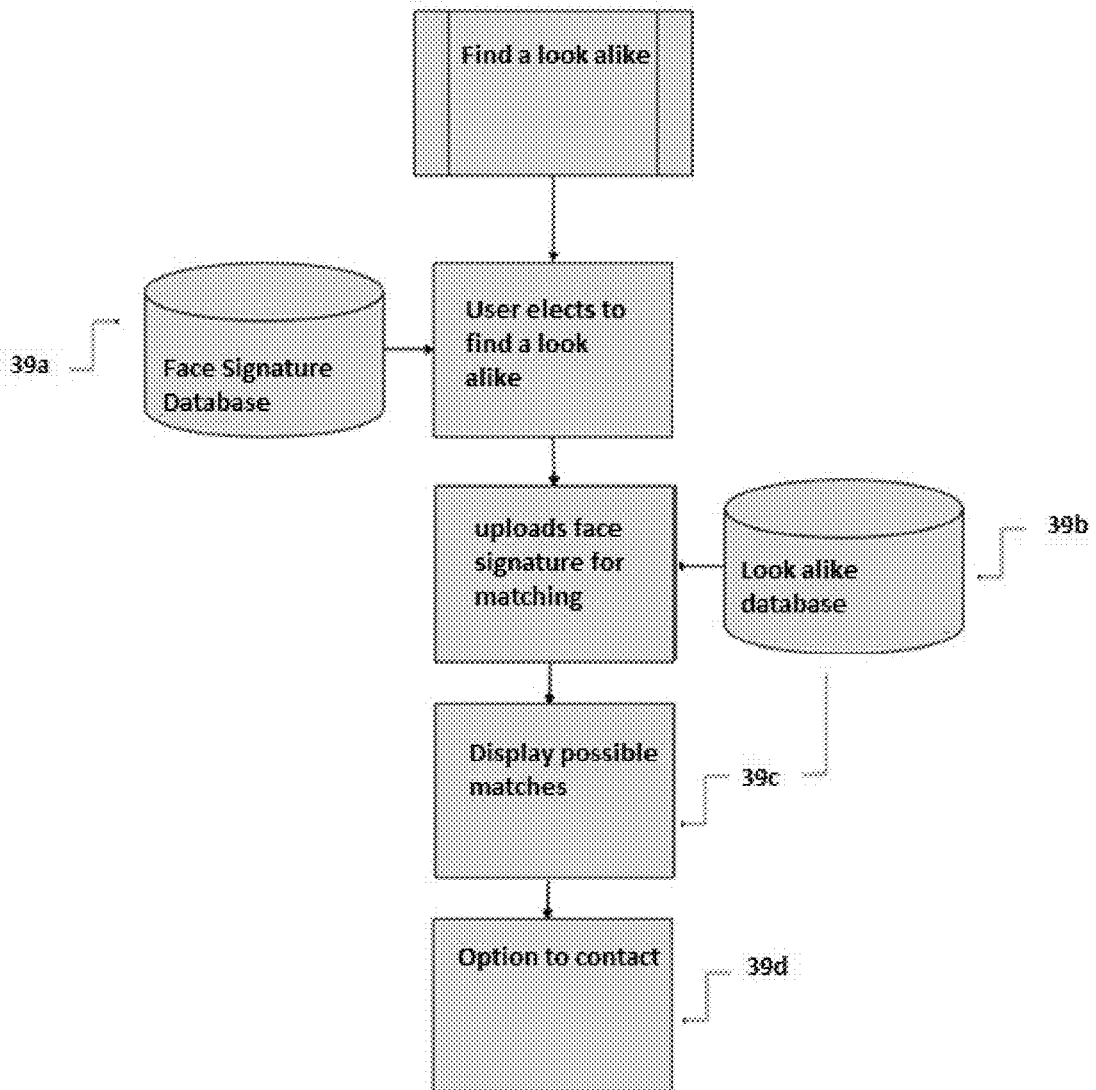 Find a look alike
User elects to
find a look
alike
39a
Face Signature
Database
uploads face
signature for
matching
39b
Look alike
database
Display possible
matches
39c
Option to contact
39d